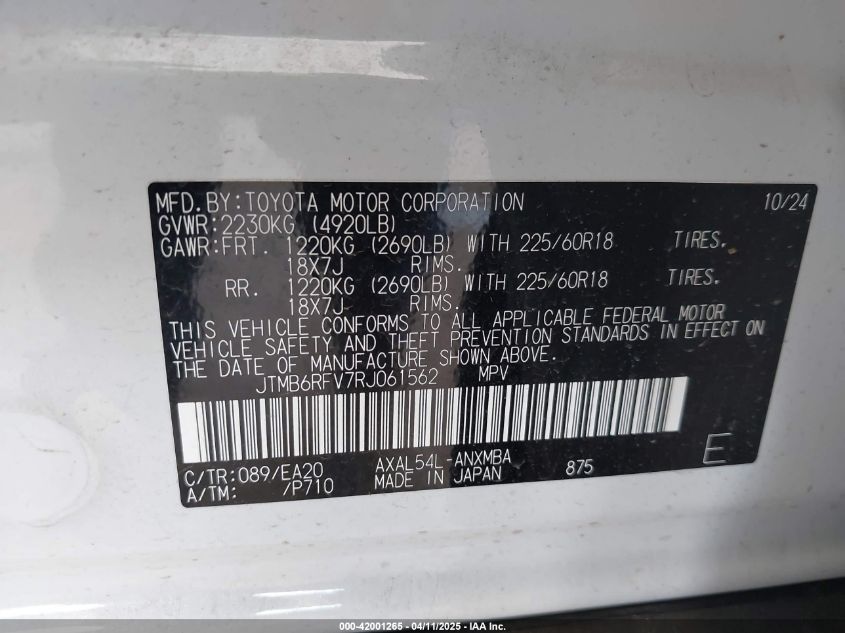 MFD.BY:TOYOTA MOTOR CORPORATION 10/24
GVWR:2230KG (4920LB)
GAWR:FRT. 1220KG (2690LB) WITH 225/60R18 TIRES.
18X7J RIMS.
RR. 1220KG (2690LB) WITH 225/60R18 TIRES.
18X7J RIMS.
THIS VEHICLE CONFORMS TO ALL APPLICABLE FEDERAL MOTOR
VEHICLE SAFETY AND THEFT PREVENTION STANDARDS IN EFFECT ON
THE DATE OF MANUFACTURE SHOWN ABOVE.
JTMB6RFV7RJ061562 MPV
C/TR:089/EA20 AXAL54L-ANXMBA 875 E
A/TM: /P710 MADE IN JAPAN
000-42001265 - 04/11/2025 - IAA Inc.